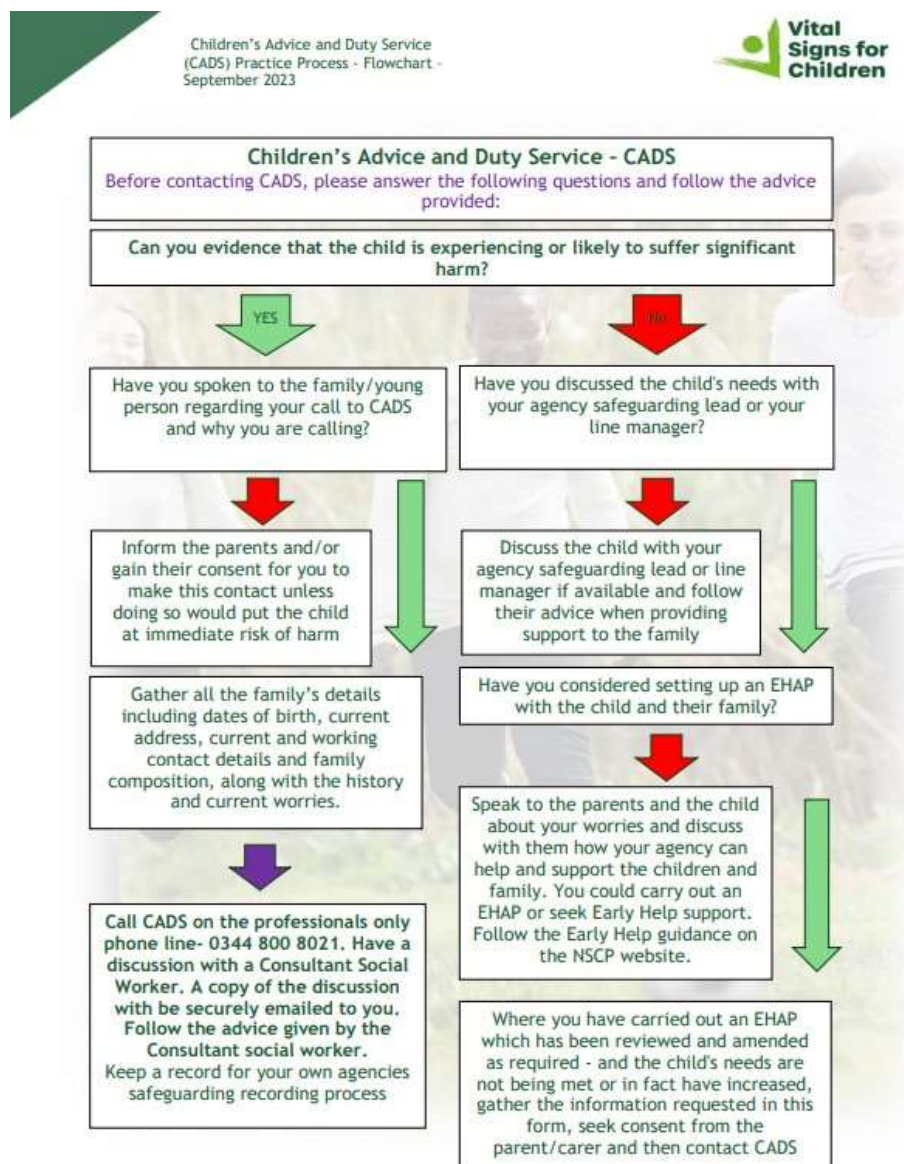 Children's Advice and Duty Service
(CADS) Practice Process - Flowchart -
September 2023
Vital
Signs for
Children
Children's Advice and Duty Service - CADS
Before contacting CADS, please answer the following questions and follow the advice
provided:
Can you evidence that the child is experiencing or likely to suffer significant
harm?
YES
No
Have you spoken to the family/young
person regarding your call to CADS
and why you are calling?
Have you discussed the child's needs with
your agency safeguarding lead or your
line manager?
Inform the parents and/or
gain their consent for you to
make this contact unless
doing so would put the child
at immediate risk of harm
Discuss the child with your
agency safeguarding lead or line
manager if available and follow
their advice when providing
support to the family
Gather all the family's details
including dates of birth, current
address, current and working
contact details and family
composition, along with the history
and current worries.
Have you considered setting up an EHAP
with the child and their family?
Speak to the parents and the child
about your worries and discuss
with them how your agency can
help and support the children and
family. You could carry out an
EHAP or seek Early Help support.
Follow the Early Help guidance on
the NSCP website.
Call CADS on the professionals only
phone line- 0344 800 8021. Have a
discussion with a Consultant Social
Worker. A copy of the discussion
with be securely emailed to you.
Follow the advice given by the
Consultant social worker.
Keep a record for your own agencies
safeguarding recording process
Where you have carried out an EHAP
which has been reviewed and amended
as required - and the child's needs are
not being met or in fact have increased,
gather the information requested in this
form, seek consent from the
parent/carer and then contact CADS